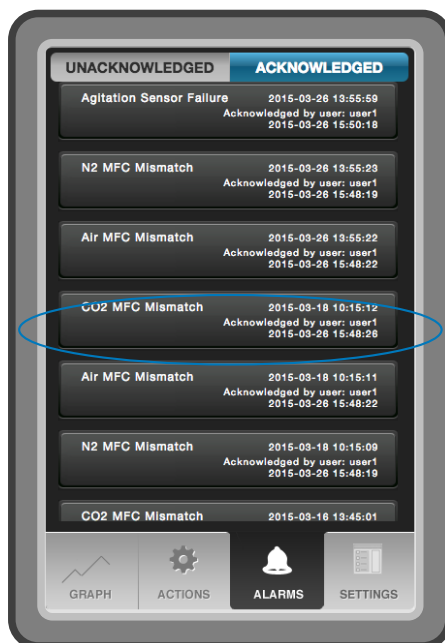 UNACKNOWLEDGED ACKNOWLEDGED
Agitation Sensor Failure 2015-03-26 13:55:59
Acknowledged by user: user1
2015-03-26 15:50:18
N2 MFC Mismatch 2015-03-26 13:55:23
Acknowledged by user: user1
2015-03-26 15:48:19
Air MFC Mismatch 2015-03-26 13:55:22
Acknowledged by user: user1
2015-03-26 15:48:22
CO2 MFC Mismatch 2015-03-18 10:15:12
Acknowledged by user: user1
2015-03-26 15:48:26
Air MFC Mismatch 2015-03-18 10:15:11
Acknowledged by user: user1
2015-03-26 15:48:22
N2 MFC Mismatch 2015-03-18 10:15:09
Acknowledged by user: user1
2015-03-26 15:48:19
CO2 MFC Mismatch 2015-03-16 13:45:01
GRAPH ACTIONS ALARMS SETTINGS